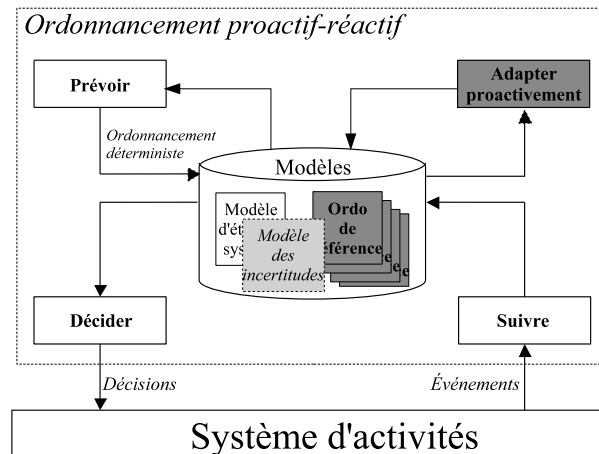 Ordonnancement proactif-réactif
Prévoir
Adapter
proactivement
Ordonnancement
déterministe
Modèles
Modèle
Modèle
des
incertitudes
Ordo
de
Décider
Suivre
Décisions
Événements
Système d'activités